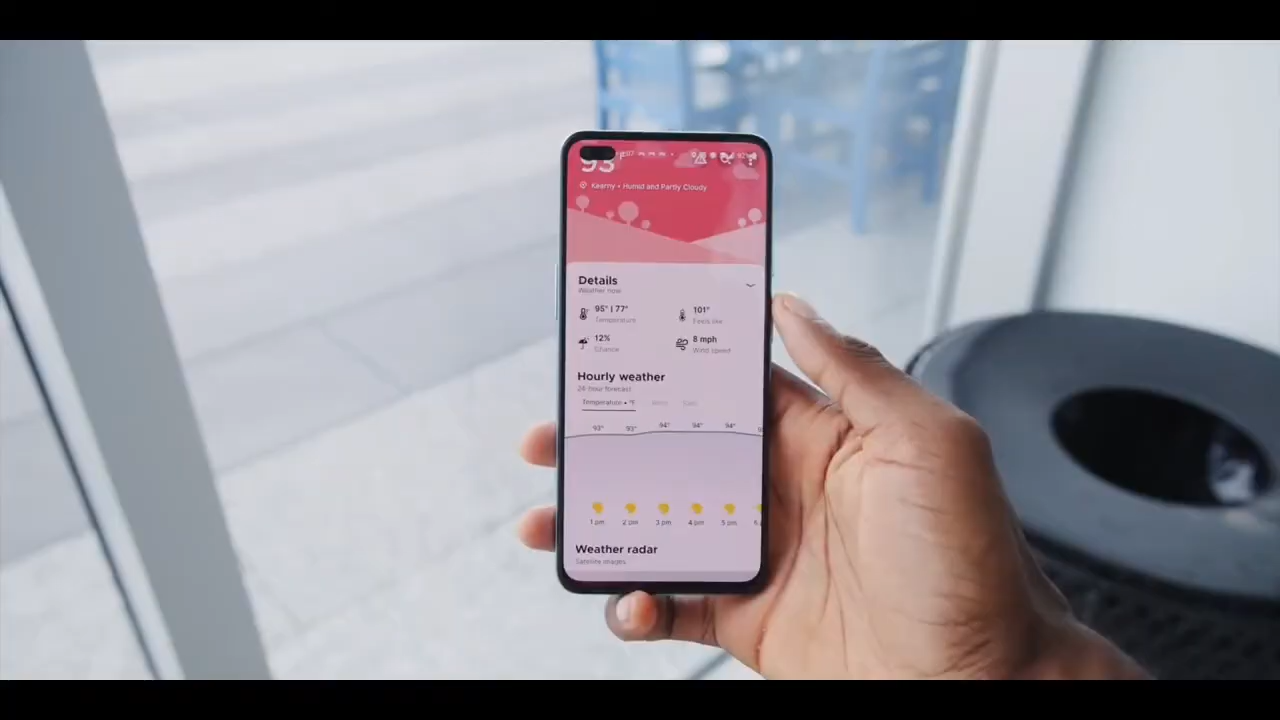 93°F
Kearny • Humid and Partly Cloudy
Details
Weather now
95° | 77°
Temperature
101°
Feels like
12%
Chance
8 mph
Wind speed
Hourly weather
24-hour forecast
Temperature • °F
93° 93° 94° 94° 94°
1 pm 2 pm 3 pm 4 pm 5 pm
Weather radar
Satellite images